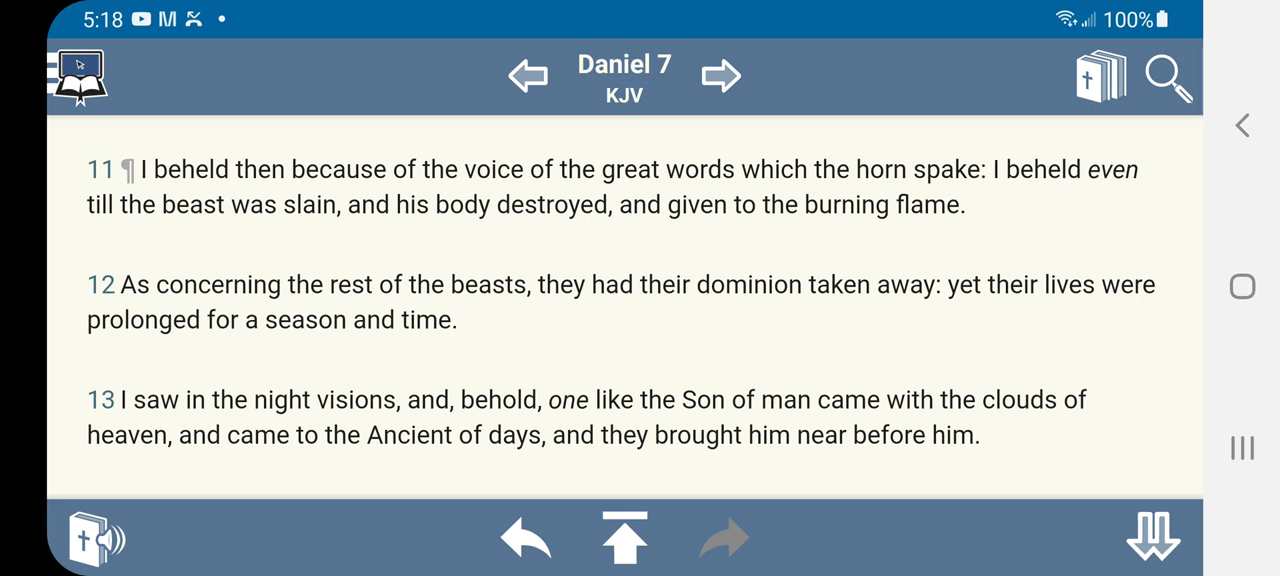 5:18 100%
Daniel 7
KJV
11 ¶ I beheld then because of the voice of the great words which the horn spake: I beheld even
till the beast was slain, and his body destroyed, and given to the burning flame.
12 As concerning the rest of the beasts, they had their dominion taken away: yet their lives were
prolonged for a season and time.
13 I saw in the night visions, and, behold, one like the Son of man came with the clouds of
heaven, and came to the Ancient of days, and they brought him near before him.